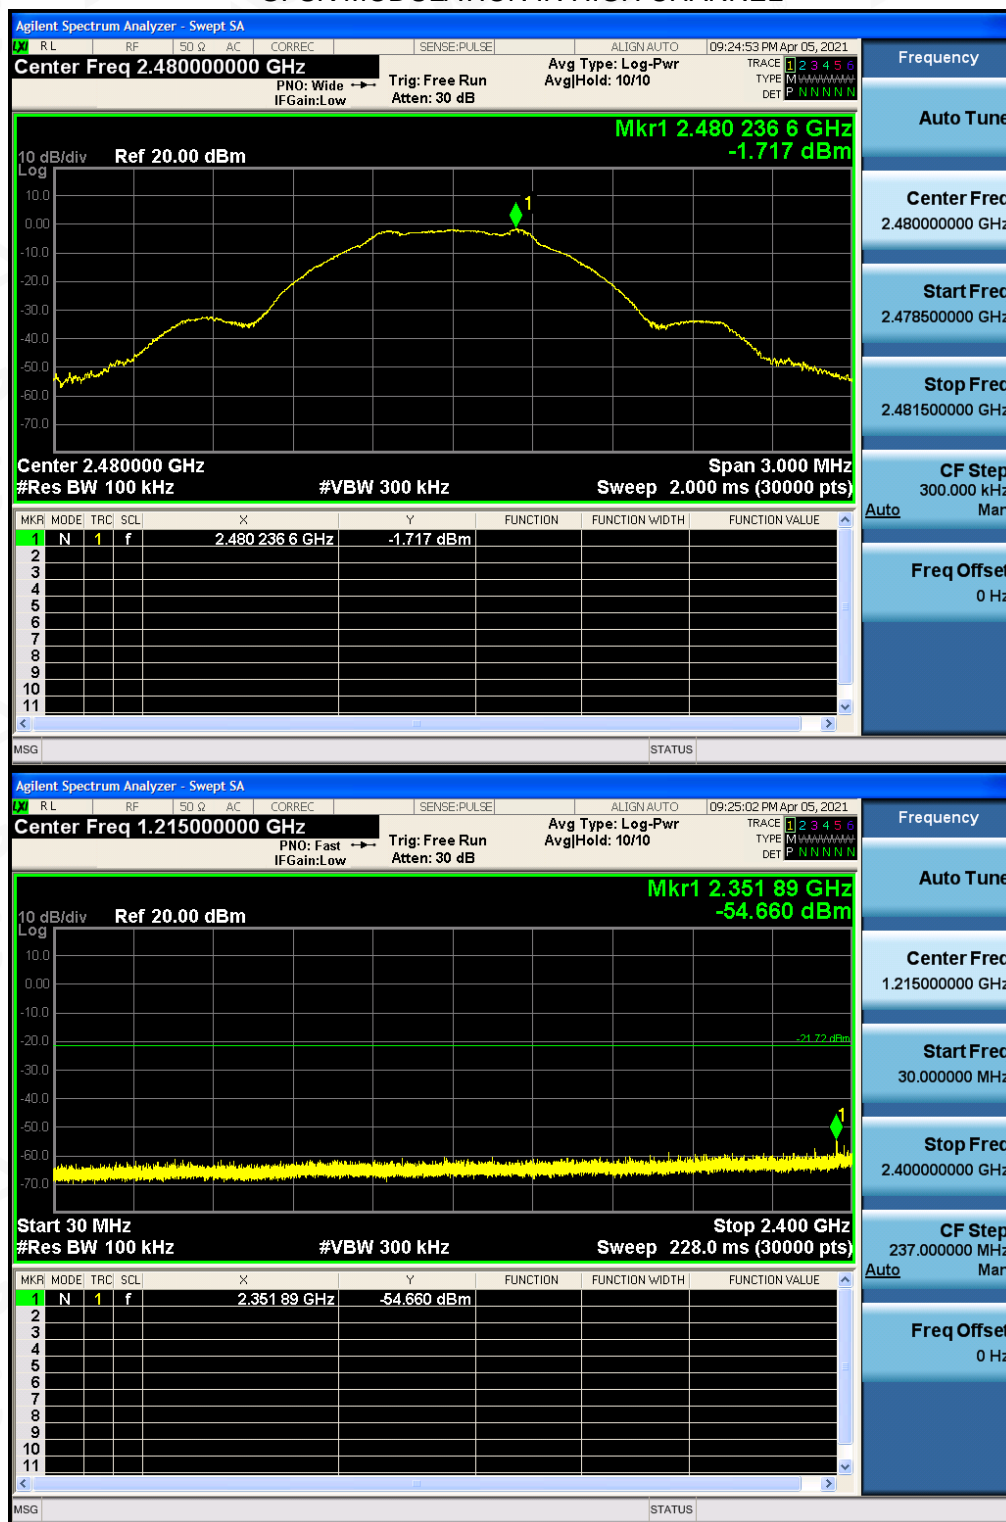 Agilent Spectrum Analyzer - Swept SA
LXI RL RF 50 Ω AC CORREC SENSE:PULSE ALIGN AUTO 09:24:53 PM Apr 05, 2021
Center Freq 2.480000000 GHz Avg Type: Log-Pwr TRACE 1 2 3 4 5 6
PNO: Wide Trig: Free Run Avg|Hold: 10/10 TYPE M WWWWW
IFGain:Low Atten: 30 dB DET P N N N N N
Frequency
Auto Tune
Mkr1 2.480 236 6 GHz
10 dB/div Ref 20.00 dBm -1.717 dBm
Log
10.0
0.00
-10.0
-20.0
-30.0
-40.0
-50.0
-60.0
-70.0
1
Center Freq
2.480000000 GHz
Start Freq
2.478500000 GHz
Stop Freq
2.481500000 GHz
CF Step
300.000 kHz
Auto Man
Freq Offset
0 Hz
Center 2.480000 GHz Span 3.000 MHz
#Res BW 100 kHz #VBW 300 kHz Sweep 2.000 ms (30000 pts)
MKR MODE TRC SCL X Y FUNCTION FUNCTION WIDTH FUNCTION VALUE
1 N 1 f 2.480 236 6 GHz -1.717 dBm
2
3
4
5
6
7
8
9
10
11
MSG STATUS
Agilent Spectrum Analyzer - Swept SA
LXI RL RF 50 Ω AC CORREC SENSE:PULSE ALIGN AUTO 09:25:02 PM Apr 05, 2021
Center Freq 1.215000000 GHz Avg Type: Log-Pwr TRACE 1 2 3 4 5 6
PNO: Fast Trig: Free Run Avg|Hold: 10/10 TYPE M WWWWW
IFGain:Low Atten: 30 dB DET P N N N N N
Frequency
Auto Tune
Mkr1 2.351 89 GHz
10 dB/div Ref 20.00 dBm -54.660 dBm
Log
10.0
0.00
-10.0
-20.0
-30.0
-40.0
-50.0
-60.0
-70.0
-21.72 dBm
1
Center Freq
1.215000000 GHz
Start Freq
30.000000 MHz
Stop Freq
2.400000000 GHz
CF Step
237.000000 MHz
Auto Man
Freq Offset
0 Hz
Start 30 MHz Stop 2.400 GHz
#Res BW 100 kHz #VBW 300 kHz Sweep 228.0 ms (30000 pts)
MKR MODE TRC SCL X Y FUNCTION FUNCTION WIDTH FUNCTION VALUE
1 N 1 f 2.351 89 GHz -54.660 dBm
2
3
4
5
6
7
8
9
10
11
MSG STATUS